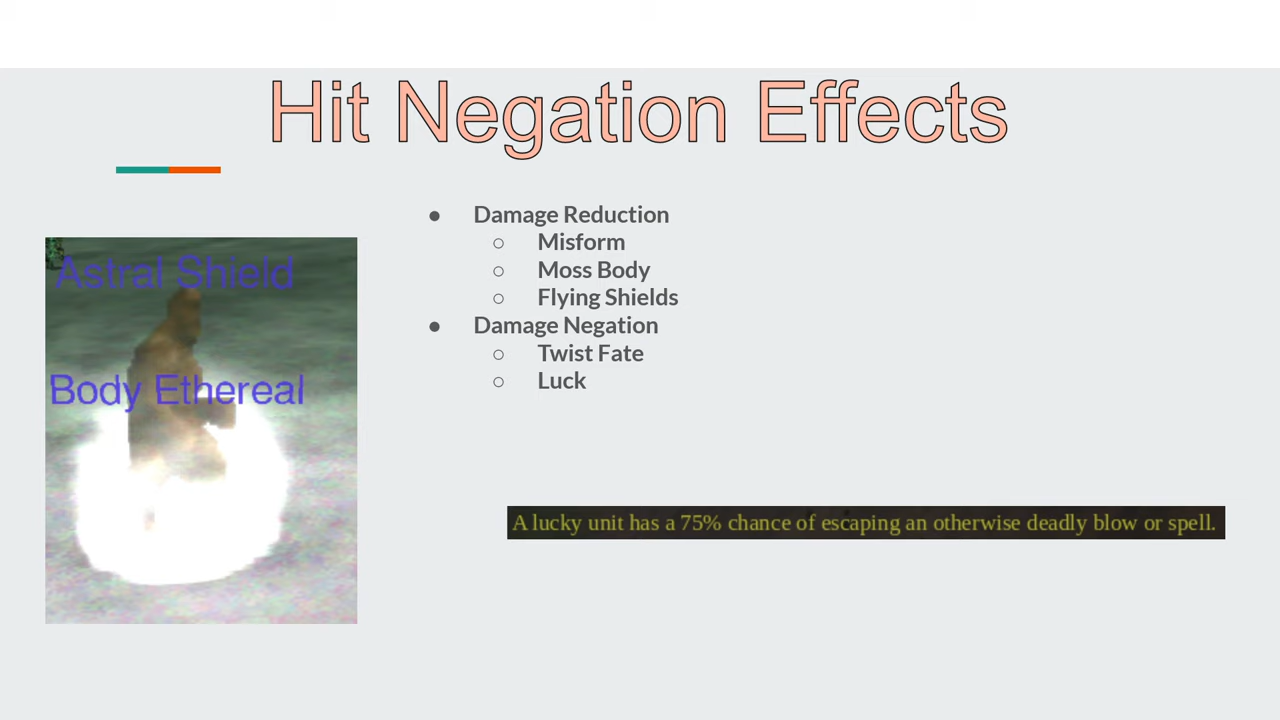 Hit Negation Effects
● Damage Reduction
○ Misform
○ Moss Body
○ Flying Shields
● Damage Negation
○ Twist Fate
○ Luck
Astral Shield
Body Ethereal
A lucky unit has a 75% chance of escaping an otherwise deadly blow or spell.